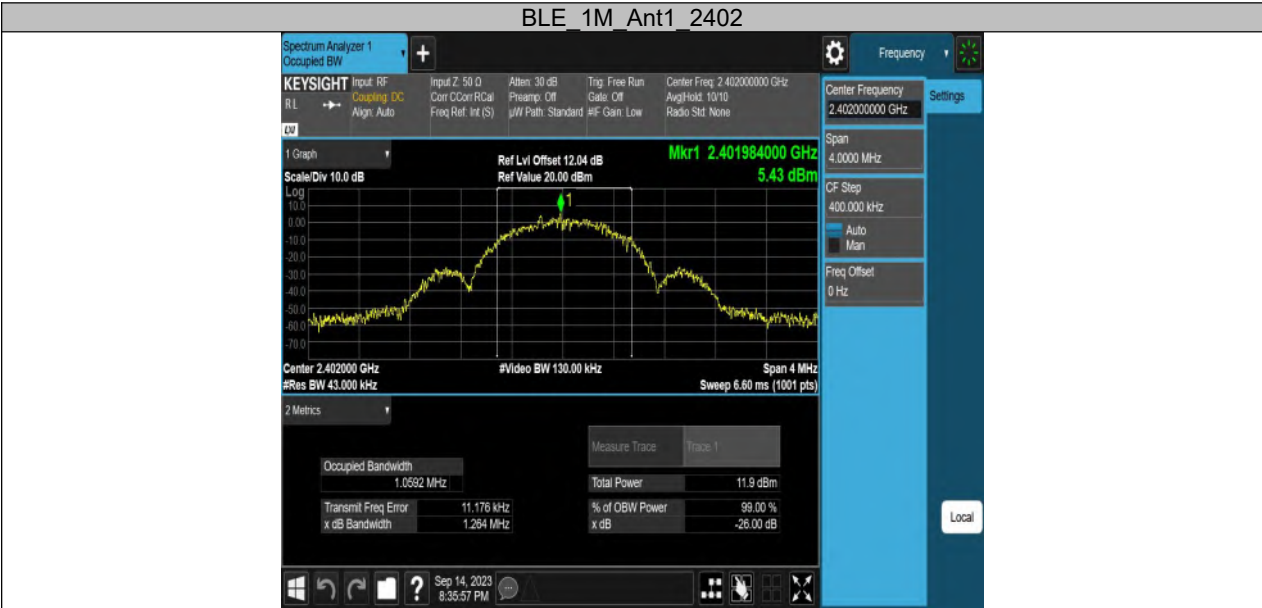 BLE_1M_Ant1_2402
Spectrum Analyzer 1
Occupied BW
+
Frequency
KEYSIGHT
RL
LXI
Input: RF
Coupling: DC
Align: Auto
Input Z: 50 Ω
Corr CCorr RCal
Freq Ref: Int (S)
Atten: 30 dB
Preamp: Off
µW Path: Standard
Trig: Free Run
Gate: Off
#IF Gain: Low
Center Freq: 2.402000000 GHz
Avg|Hold: 10/10
Radio Std: None
1 Graph
Scale/Div 10.0 dB
Ref Lvl Offset 12.04 dB
Ref Value 20.00 dBm
Mkr1 2.401984000 GHz
5.43 dBm
Log
10.0
0.00
-10.0
-20.0
-30.0
-40.0
-50.0
-60.0
-70.0
1
Center 2.402000 GHz
#Res BW 43.000 kHz
#Video BW 130.00 kHz
Span 4 MHz
Sweep 6.60 ms (1001 pts)
2 Metrics
Measure Trace Trace 1
Occupied Bandwidth
1.0592 MHz
Total Power 11.9 dBm
Transmit Freq Error 11.176 kHz
% of OBW Power 99.00 %
x dB Bandwidth 1.264 MHz
x dB -26.00 dB
Center Frequency
2.402000000 GHz
Settings
Span
4.0000 MHz
CF Step
400.000 kHz
Auto
Man
Freq Offset
0 Hz
Local
?
Sep 14, 2023
8:35:57 PM